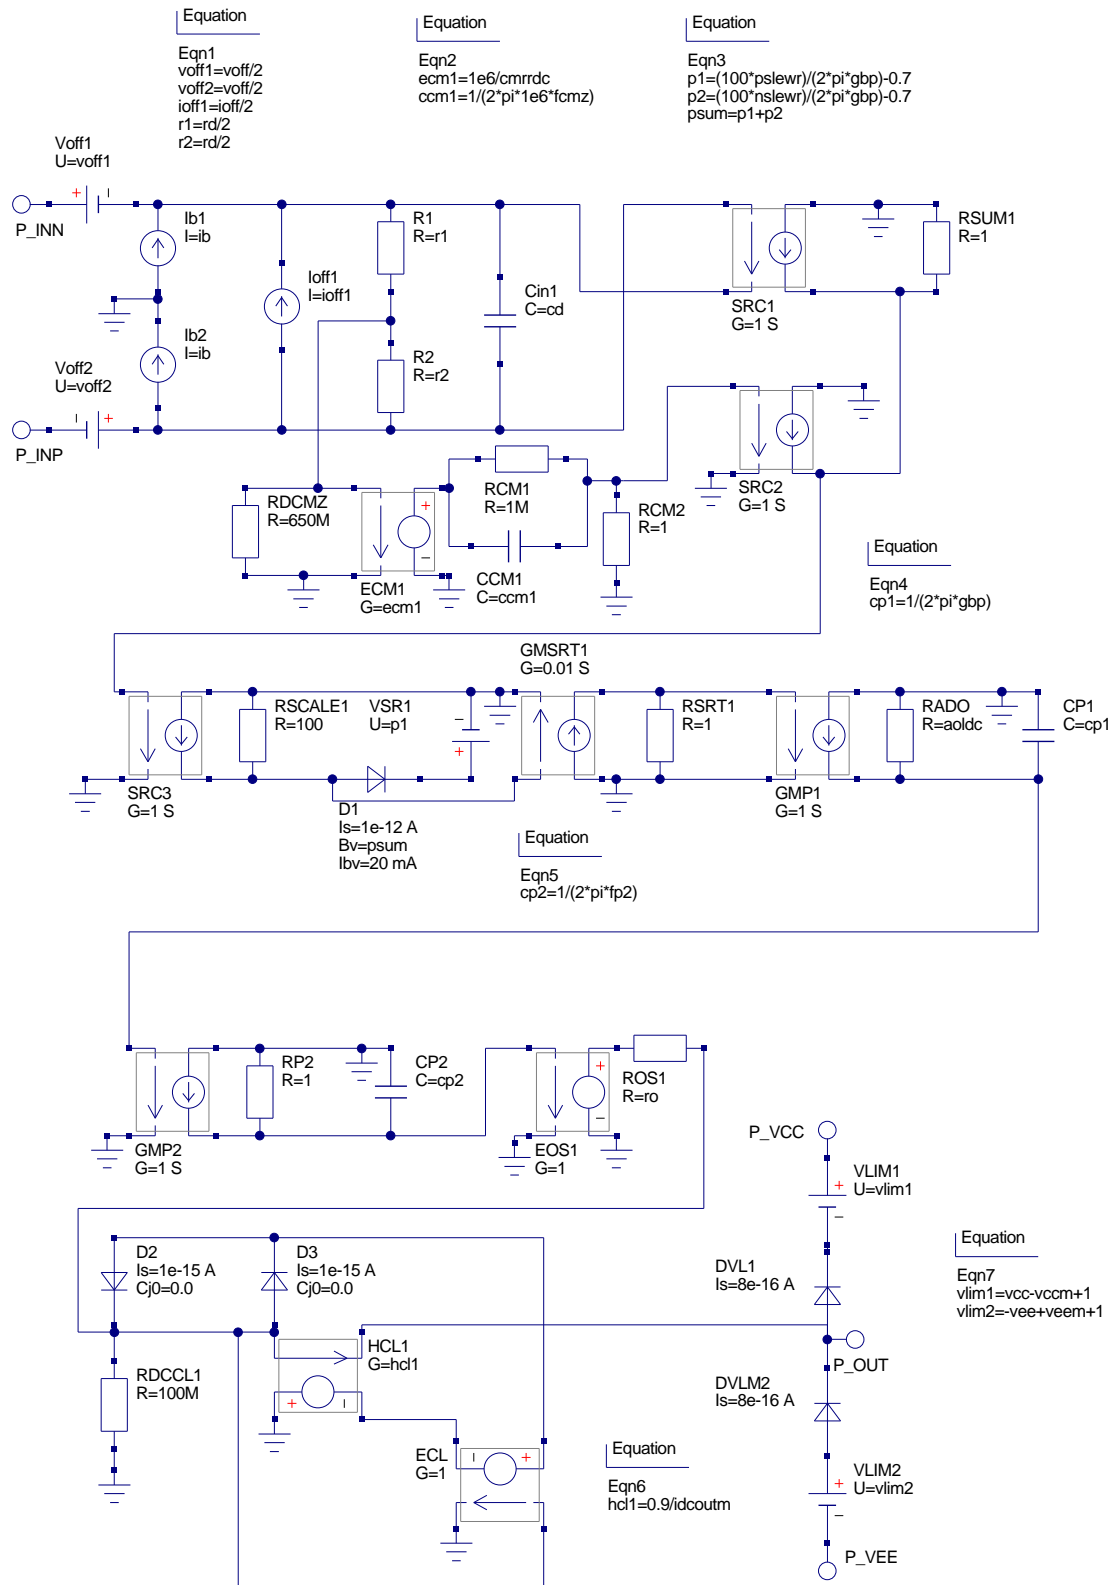 Equation
Eqn1
voff1=voff/2
voff2=voff/2
ioff1=ioff/2
r1=rd/2
r2=rd/2
Equation
Eqn2
ecm1=1e6/cmrrdc
ccm1=1/(2*pi*1e6*fcmz)
Equation
Eqn3
p1=(100*pslewr)/(2*pi*gbp)-0.7
p2=(100*nslewr)/(2*pi*gbp)-0.7
psum=p1+p2
Voff1
U=voff1
P_INN
Ib1
I=ib
Ioff1
I=ioff1
R1
R=r1
Cin1
C=cd
SRC1
G=1 S
RSUM1
R=1
Ib2
I=ib
R2
R=r2
Voff2
U=voff2
P_INP
SRC2
G=1 S
RDCMZ
R=650M
ECM1
G=ecm1
RCM1
R=1M
CCM1
C=ccm1
RCM2
R=1
Equation
Eqn4
cp1=1/(2*pi*gbp)
SRC3
G=1 S
RSCALE1
R=100
VSR1
U=p1
D1
Is=1e-12 A
Bv=psum
Ibv=20 mA
GMSRT1
G=0.01 S
RSRT1
R=1
GMP1
G=1 S
RADO
R=aoldc
CP1
C=cp1
Equation
Eqn5
cp2=1/(2*pi*fp2)
GMP2
G=1 S
RP2
R=1
CP2
C=cp2
EOS1
G=1
ROS1
R=ro
P_VCC
VLIM1
U=vlim1
D2
Is=1e-15 A
Cj0=0.0
D3
Is=1e-15 A
Cj0=0.0
DVL1
Is=8e-16 A
Equation
Eqn7
vlim1=vcc-vccm+1
vlim2=-vee+veem+1
RDCCL1
R=100M
HCL1
G=hcl1
P_OUT
DVLM2
Is=8e-16 A
ECL
G=1
Equation
Eqn6
hcl1=0.9/idcoutm
VLIM2
U=vlim2
P_VEE